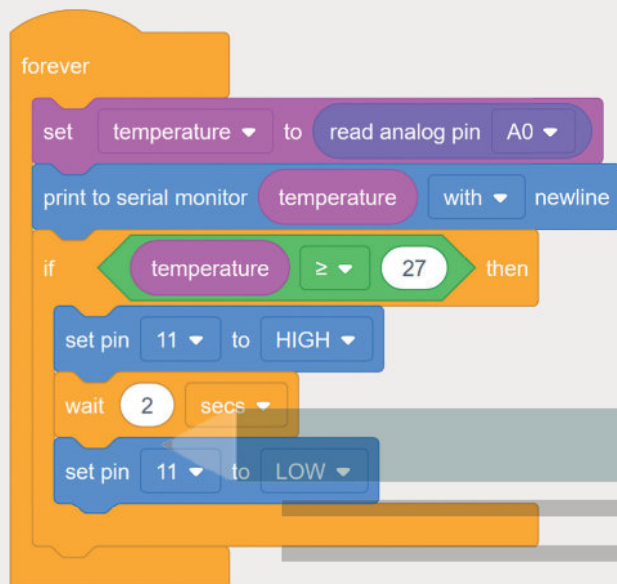 forever
set temperature to read analog pin A0
print to serial monitor temperature with newline
if temperature ≥ 27 then
set pin 11 to HIGH
wait 2 secs
set pin 11 to LOW